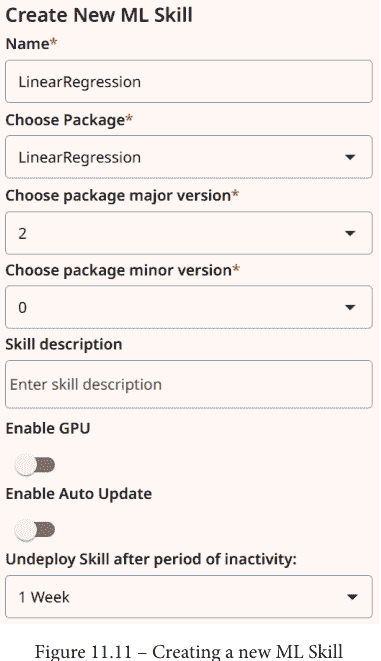 Create New ML Skill
Name*
LinearRegression
Choose Package*
LinearRegression
Choose package major version*
2
Choose package minor version*
0
Skill description
Enter skill description
Enable GPU
Enable Auto Update
Undeploy Skill after period of inactivity:
1 Week
Figure 11.11 – Creating a new ML Skill